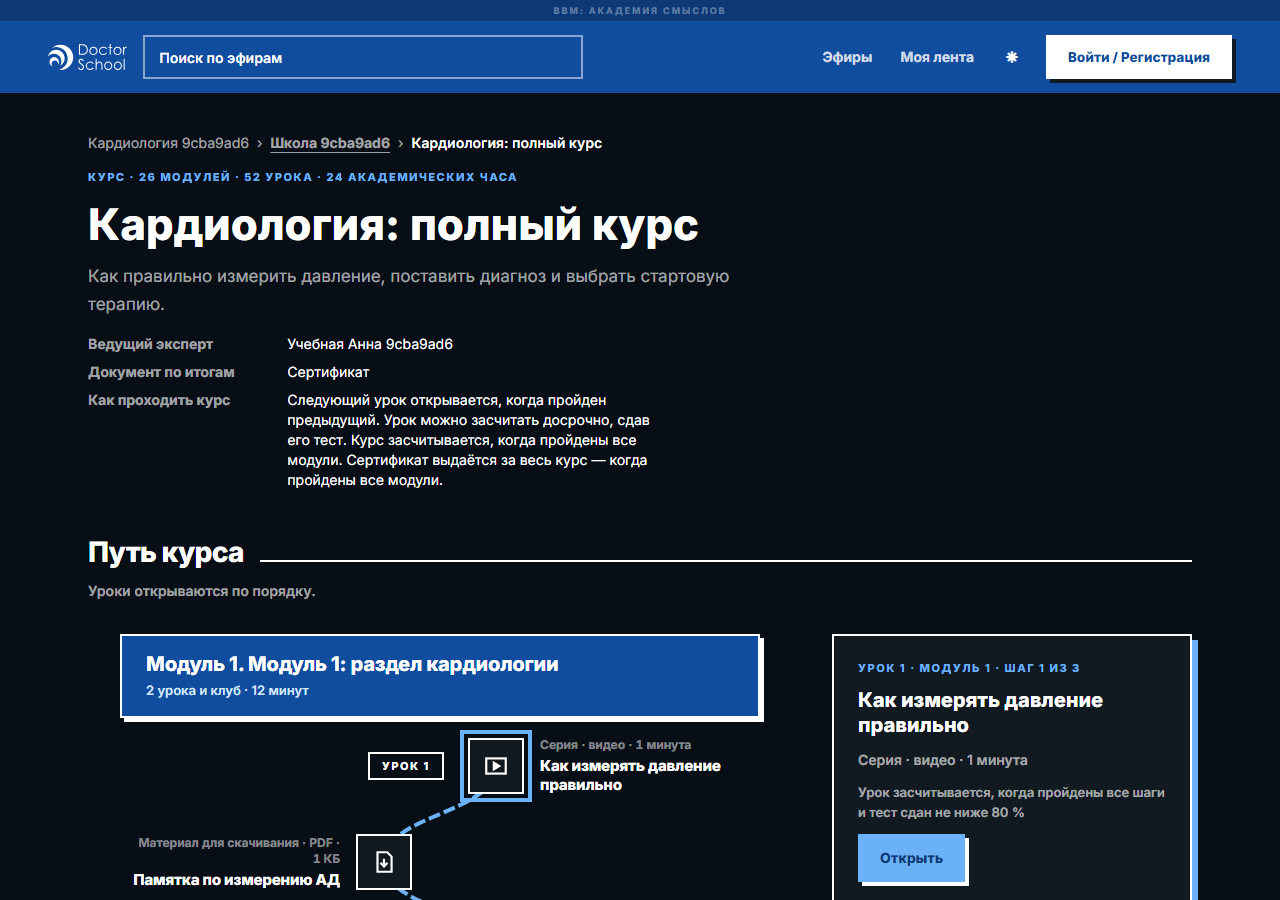 ВВМ: АКАДЕМИЯ СМЫСЛОВ
Doctor
School
Поиск по эфирам
Эфиры
Моя лента
Войти / Регистрация
Кардиология 9cba9ad6 › Школа 9cba9ad6 › Кардиология: полный курс
КУРС · 26 МОДУЛЕЙ · 52 УРОКА · 24 АКАДЕМИЧЕСКИХ ЧАСА
Кардиология: полный курс
Как правильно измерить давление, поставить диагноз и выбрать стартовую
терапию.
Ведущий эксперт
Учебная Анна 9cba9ad6
Документ по итогам
Сертификат
Как проходить курс
Следующий урок открывается, когда пройден
предыдущий. Урок можно засчитать досрочно, сдав
его тест. Курс засчитывается, когда пройдены все
модули. Сертификат выдаётся за весь курс — когда
пройдены все модули.
Путь курса
Уроки открываются по порядку.
Модуль 1. Модуль 1: раздел кардиологии
2 урока и клуб · 12 минут
УРОК 1
Серия · видео · 1 минута
Как измерять давление
правильно
Материал для скачивания · PDF ·
1 КБ
Памятка по измерению АД
УРОК 1 · МОДУЛЬ 1 · ШАГ 1 ИЗ 3
Как измерять давление
правильно
Серия · видео · 1 минута
Урок засчитывается, когда пройдены все шаги
и тест сдан не ниже 80 %
Открыть